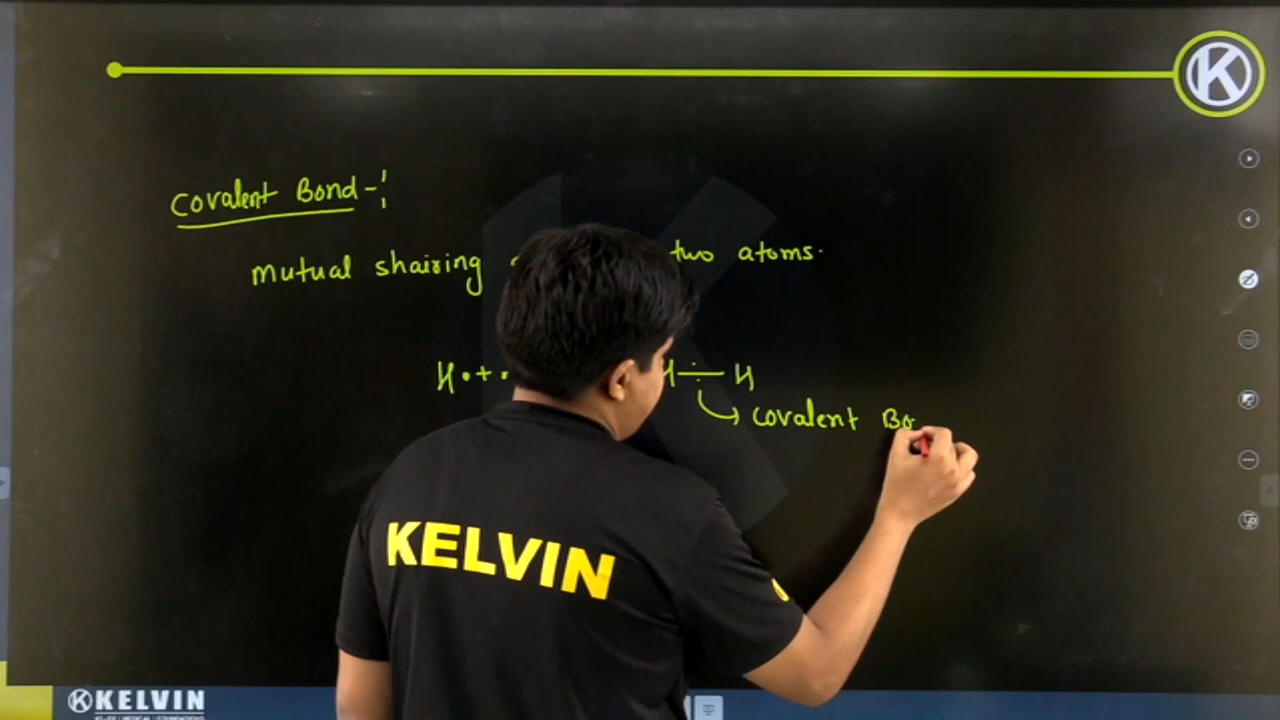 Covalent Bond -:
Mutual shairing two atoms.
H• + • H—H
covalent Bo
KELVIN
KELVIN